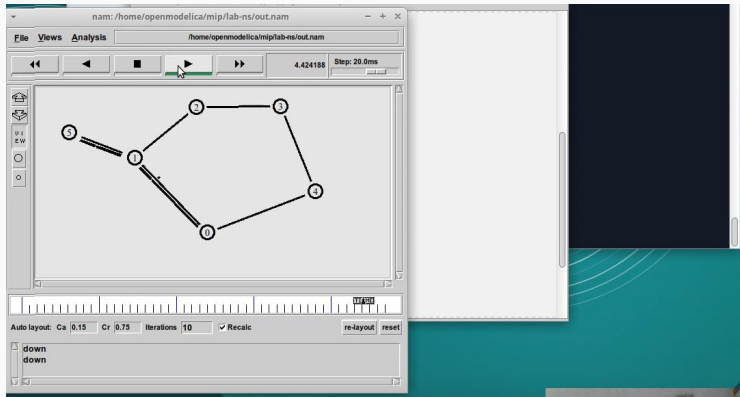 nam: /home/openmodelica/mip/lab-ns/out.nam
File Views Analysis /home/openmodelica/mip/lab-ns/out.nam
4.424188 Step: 20.0ms
2
3
5
V I
E W
1
4
0
Auto layout: Ca 0.15 Cr 0.75 Iterations 10 Recalc re-layout reset
down
down